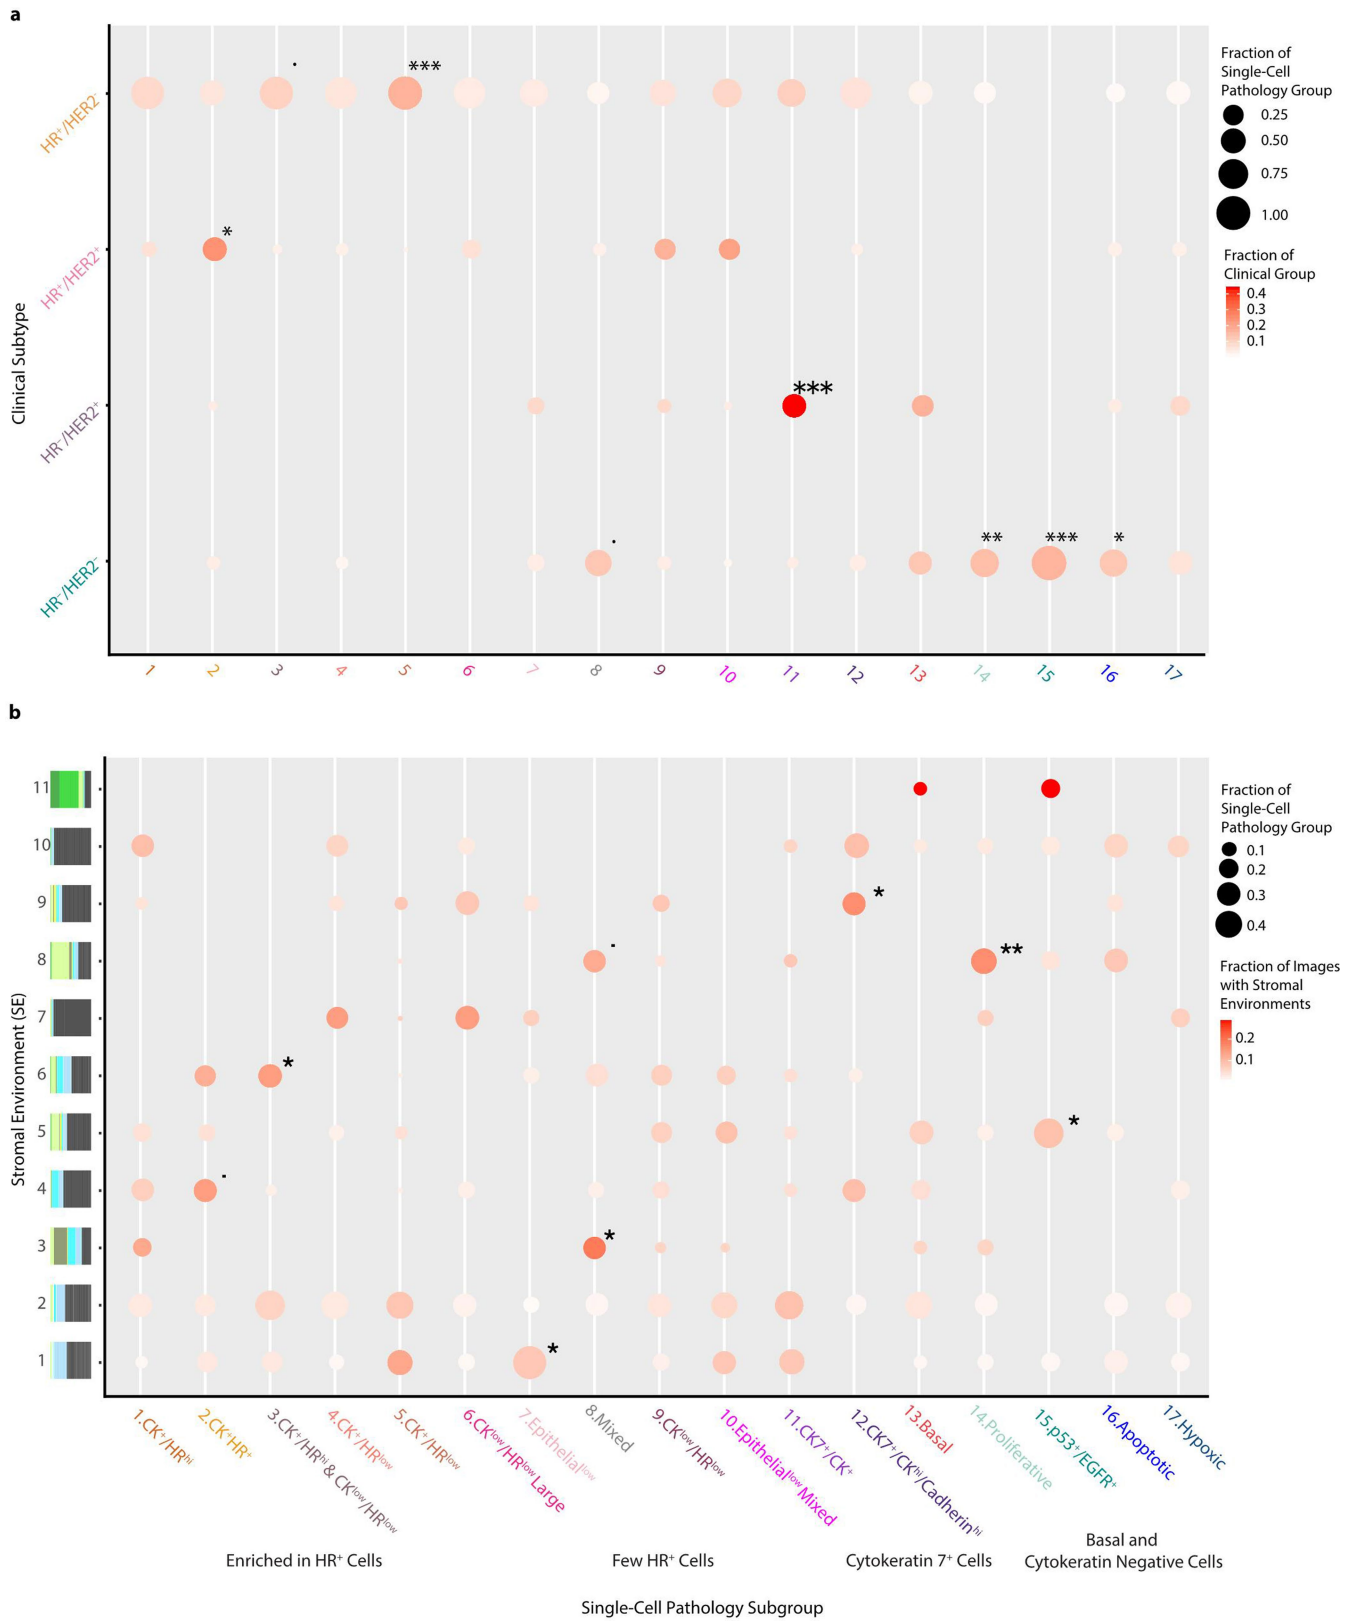 a
***
.
HR⁺/HER2⁻
*
HR⁺/HER2⁺
***
HR⁻/HER2⁺
.
** *** *
HR⁻/HER2⁻
Clinical Subtype
1 2 3 4 5 6 7 8 9 10 11 12 13 14 15 16 17
Fraction of
Single-Cell
Pathology Group
0.25
0.50
0.75
1.00
Fraction of
Clinical Group
0.4
0.3
0.2
0.1
b
11
10
9 *
8 . **
7
6 *
5 *
4 .
3 *
2
1 *
Stromal Environment (SE)
Fraction of
Single-Cell
Pathology Group
0.1
0.2
0.3
0.4
Fraction of Images
with Stromal
Environments
0.2
0.1
1.CK⁺/HRʰⁱ
2.CK⁺HR⁺
3.CK⁺/HRʰⁱ & CKˡᵒʷ/HRˡᵒʷ
4.CK⁺/HRˡᵒʷ
5.CK⁺/HRˡᵒʷ
6.CKˡᵒʷ/HRˡᵒʷ Large
7.Epithelialˡᵒʷ
8.Mixed
9.CKˡᵒʷ/HRˡᵒʷ
10.Epithelialˡᵒʷ Mixed
11.CK7⁺/CK⁺
12.CK7⁺/CKʰⁱ/Cadherinʰⁱ
13.Basal
14.Proliferative
15.p53⁺/EGFR⁺
16.Apoptotic
17.Hypoxic
Enriched in HR⁺ Cells
Few HR⁺ Cells
Cytokeratin 7⁺ Cells
Basal and
Cytokeratin Negative Cells
Single-Cell Pathology Subgroup